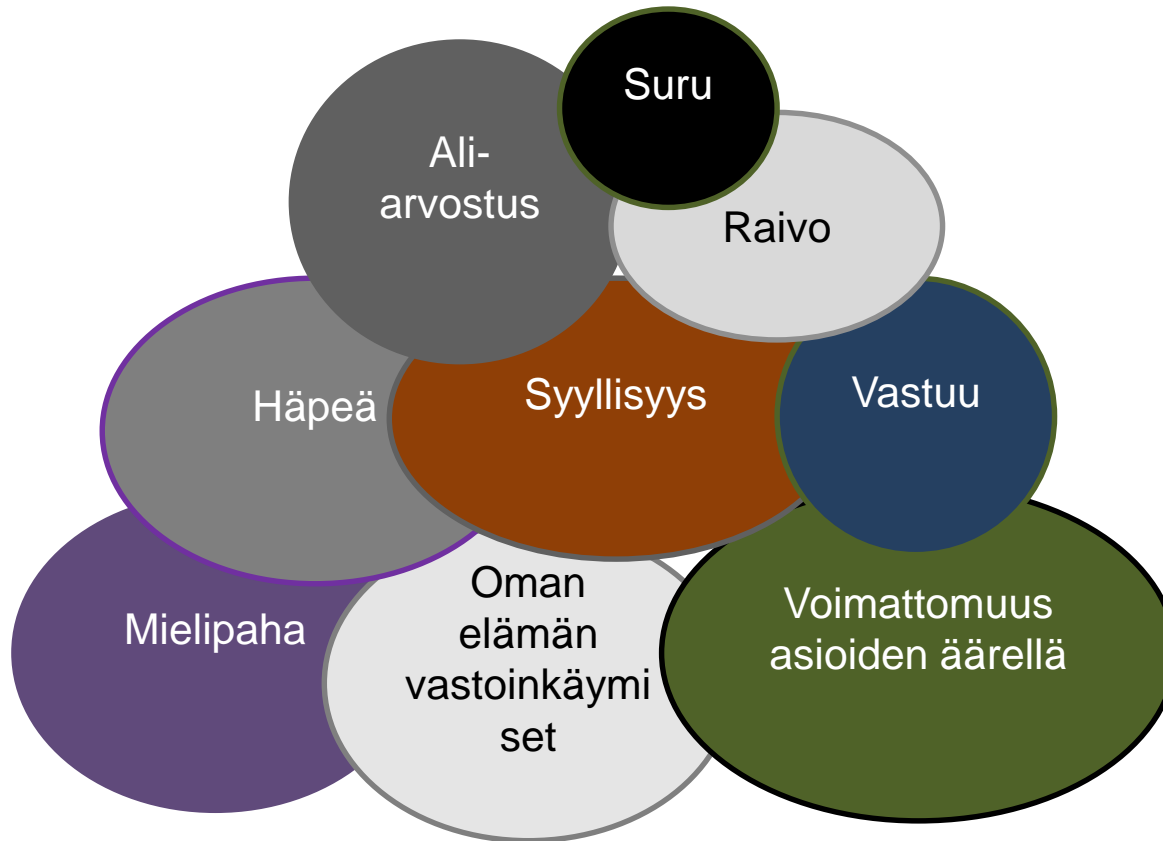 Suru
Ali-
arvostus
Raivo
Häpeä
Syyllisyys
Vastuu
Mielipaha
Oman
elämän
vastoinkäymi
set
Voimattomuus
asioiden äärellä